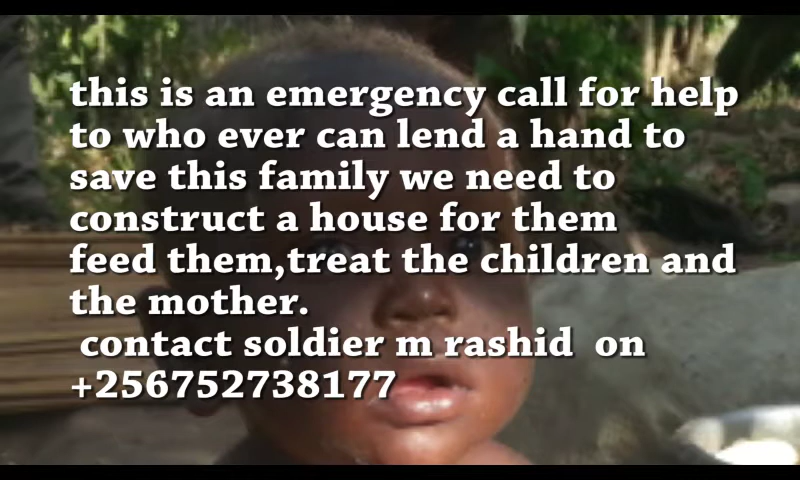 this is an emergency call for help
to who ever can lend a hand to
save this family we need to
construct a house for them
feed them,treat the children and
the mother.
contact soldier m rashid on
+256752738177